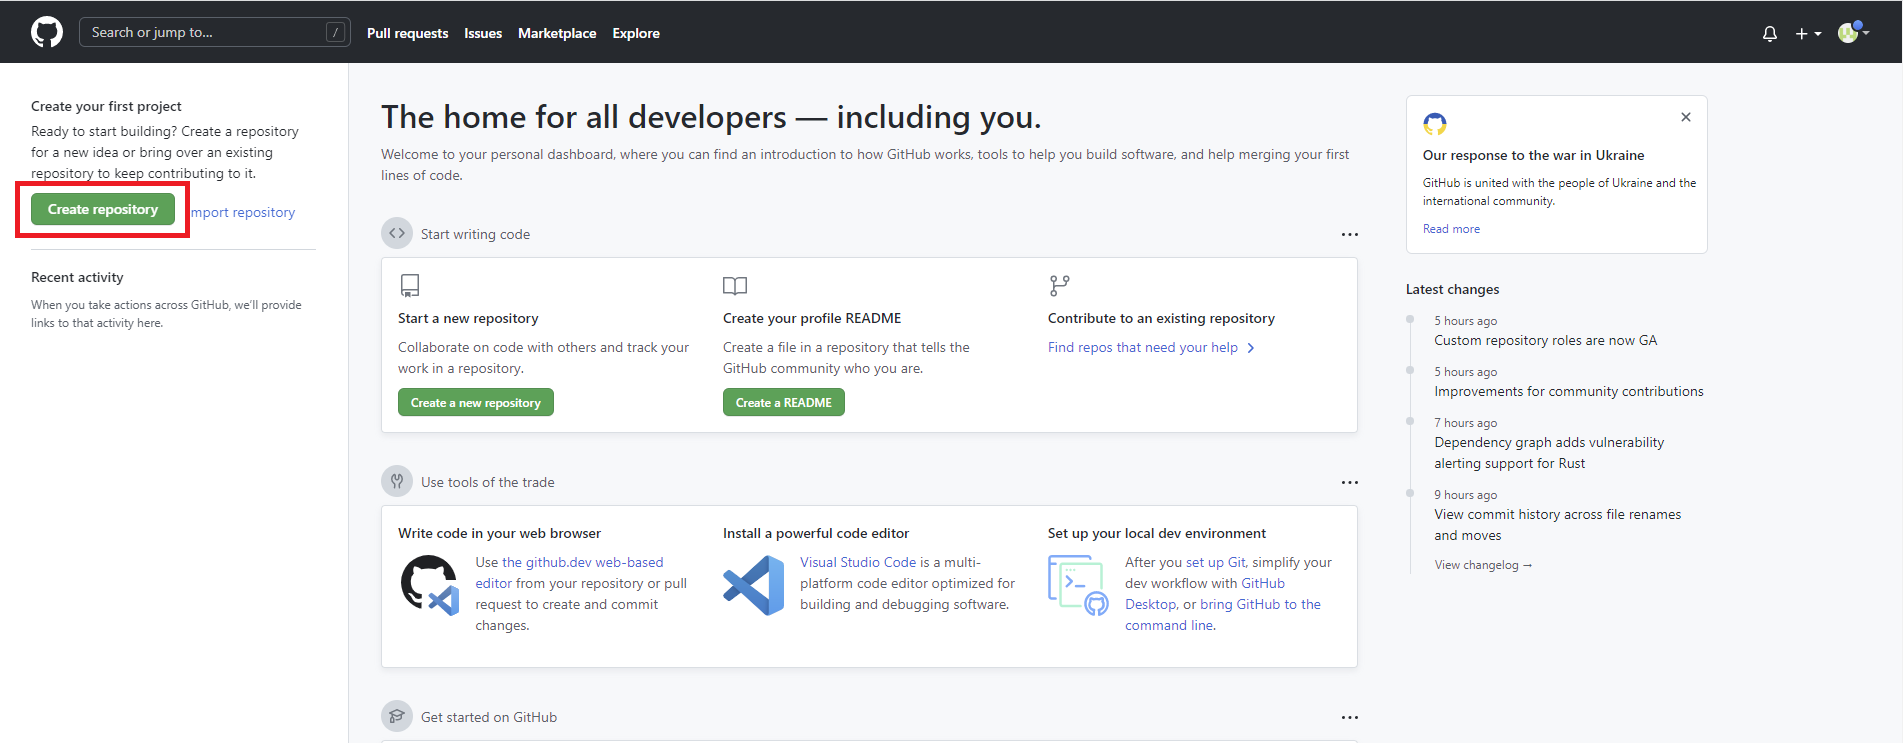 Search or jump to... /
Pull requests
Issues
Marketplace
Explore
Create your first project
Ready to start building? Create a repository
for a new idea or bring over an existing
repository to keep contributing to it.
Create repository
mport repository
Recent activity
When you take actions across GitHub, we'll provide
links to that activity here.
The home for all developers — including you.
Welcome to your personal dashboard, where you can find an introduction to how GitHub works, tools to help you build software, and help merging your first
lines of code.
Start writing code
Start a new repository
Collaborate on code with others and track your
work in a repository.
Create a new repository
Create your profile README
Create a file in a repository that tells the
GitHub community who you are.
Create a README
Contribute to an existing repository
Find repos that need your help
Use tools of the trade
Write code in your web browser
Use the github.dev web-based
editor from your repository or pull
request to create and commit
changes.
Install a powerful code editor
Visual Studio Code is a multi-
platform code editor optimized for
building and debugging software.
Set up your local dev environment
After you set up Git, simplify your
dev workflow with GitHub
Desktop, or bring GitHub to the
command line.
Get started on GitHub
Our response to the war in Ukraine
GitHub is united with the people of Ukraine and the
international community.
Read more
Latest changes
5 hours ago
Custom repository roles are now GA
5 hours ago
Improvements for community contributions
7 hours ago
Dependency graph adds vulnerability
alerting support for Rust
9 hours ago
View commit history across file renames
and moves
View changelog →